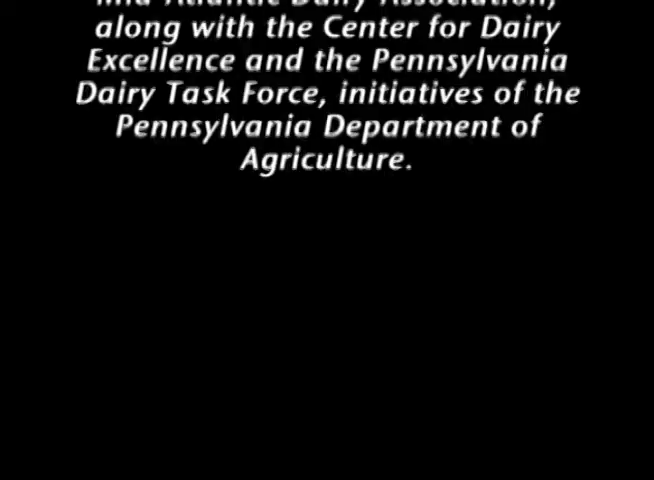 Mid-Atlantic Dairy Association,
along with the Center for Dairy
Excellence and the Pennsylvania
Dairy Task Force, initiatives of the
Pennsylvania Department of
Agriculture.